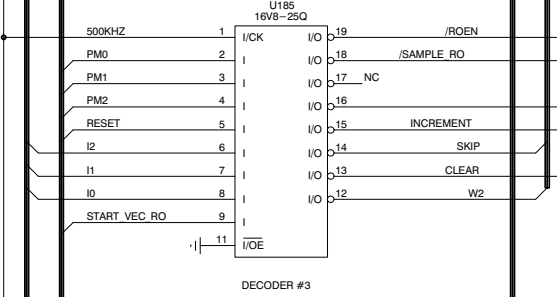 U185
16V8-25Q
500KHZ 1 I/CK I/O 19 /ROEN
PM0 2 I I/O 18 /SAMPLE_RO
PM1 3 I I/O 17 NC
PM2 4 I I/O 16
RESET 5 I I/O 15 INCREMENT
I2 6 I I/O 14 SKIP
I1 7 I I/O 13 CLEAR
I0 8 I I/O 12 W2
START_VEC_RO 9 I
11 I/OE
DECODER #3